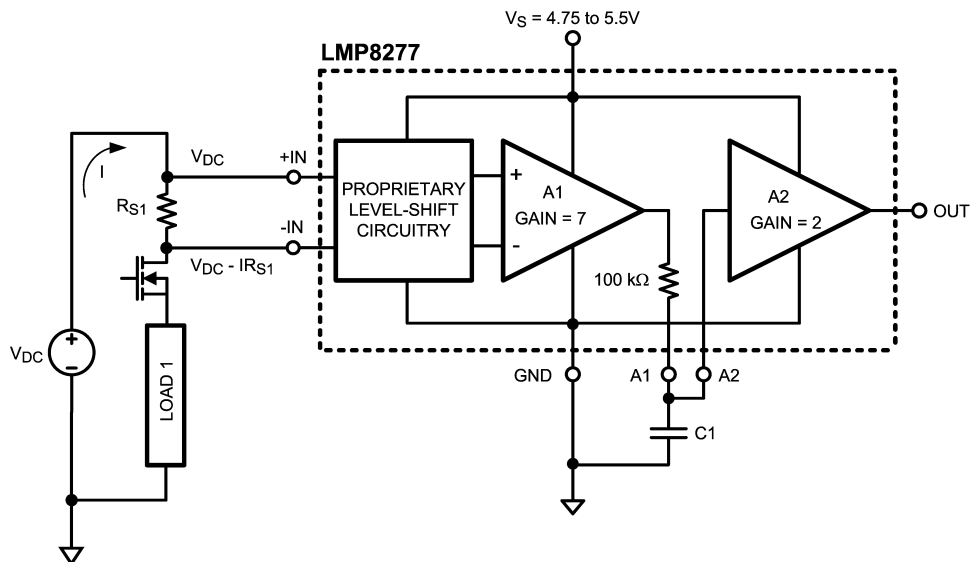 V_S = 4.75 to 5.5V
LMP8277
I
V_DC
+IN
R_S1
-IN
V_DC - IR_S1
PROPRIETARY
LEVEL-SHIFT
CIRCUITRY
+
-
A1
GAIN = 7
A2
GAIN = 2
OUT
100 kΩ
V_DC
+
-
LOAD 1
GND
A1
A2
C1